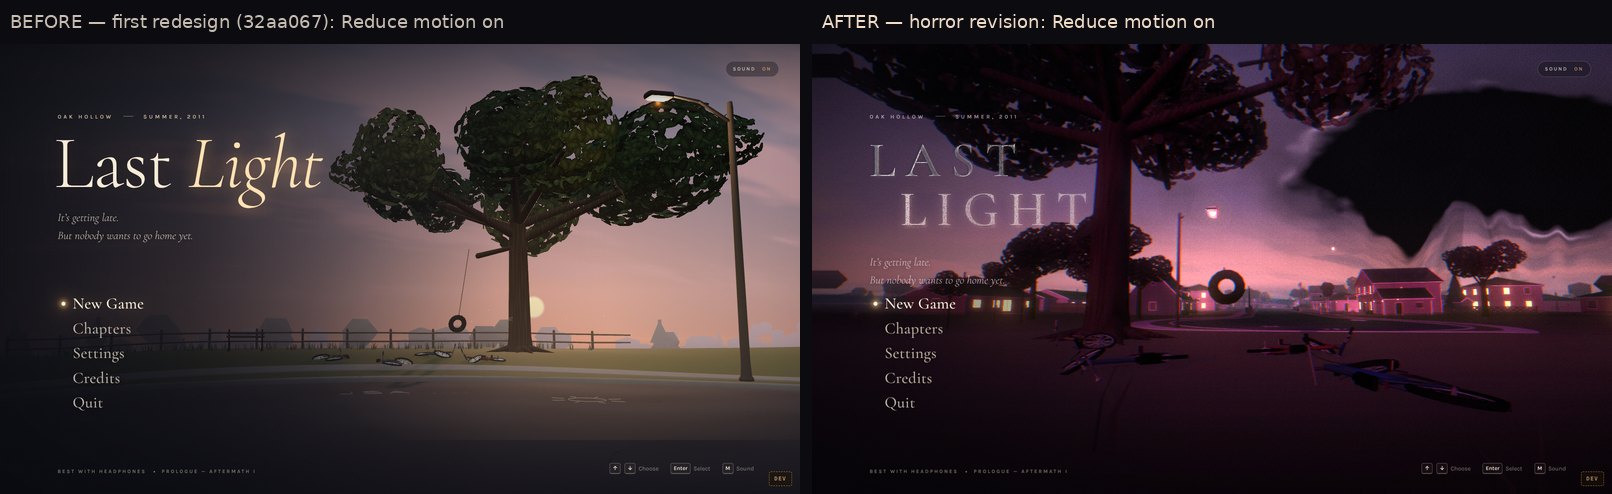 BEFORE — first redesign (32aa067): Reduce motion on
SOUND ON
OAK HOLLOW — SUMMER, 2011
Last Light
It's getting late.
But nobody wants to go home yet.
New Game
Chapters
Settings
Credits
Quit
BEST WITH HEADPHONES • PROLOGUE — AFTERMATH I
↑ ↓ Choose Enter Select M Sound
DEV
AFTER — horror revision: Reduce motion on
SOUND ON
OAK HOLLOW — SUMMER, 2011
LAST
LIGHT
It's getting late.
But nobody wants to go home yet.
New Game
Chapters
Settings
Credits
Quit
BEST WITH HEADPHONES • PROLOGUE — AFTERMATH I
↑ ↓ Choose Enter Select M Sound
DEV